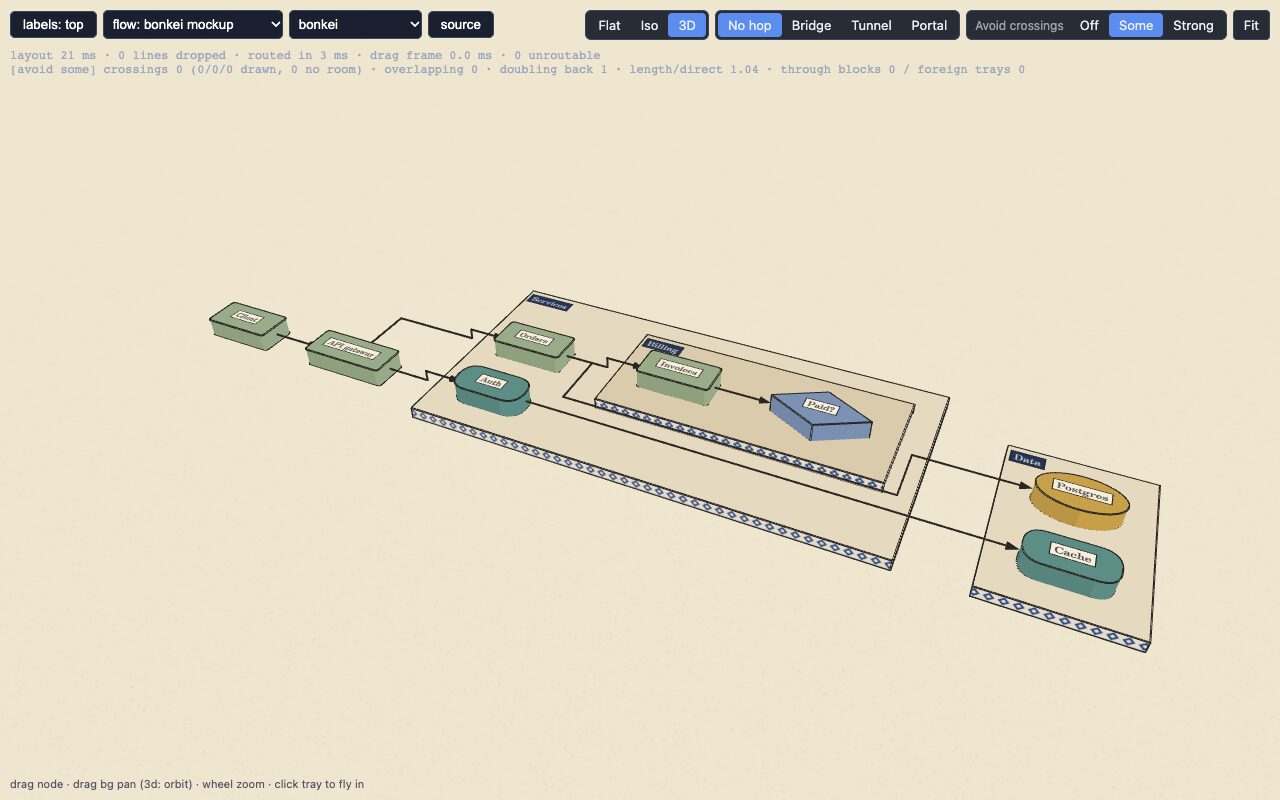 labels: top
flow: bonkei mockup
bonkei
source
Flat Iso 3D
No hop Bridge Tunnel Portal
Avoid crossings Off Some Strong
Fit
layout 21 ms · 0 lines dropped · routed in 3 ms · drag frame 0.0 ms · 0 unroutable
[avoid some] crossings 0 (0/0/0 drawn, 0 no room) · overlapping 0 · doubling back 1 · length/direct 1.04 · through blocks 0 / foreign trays 0
Services
Client
API gateway
Orders
Billing
Invoices
Auth
Paid?
Data
Postgres
Cache
drag node · drag bg pan (3d: orbit) · wheel zoom · click tray to fly in